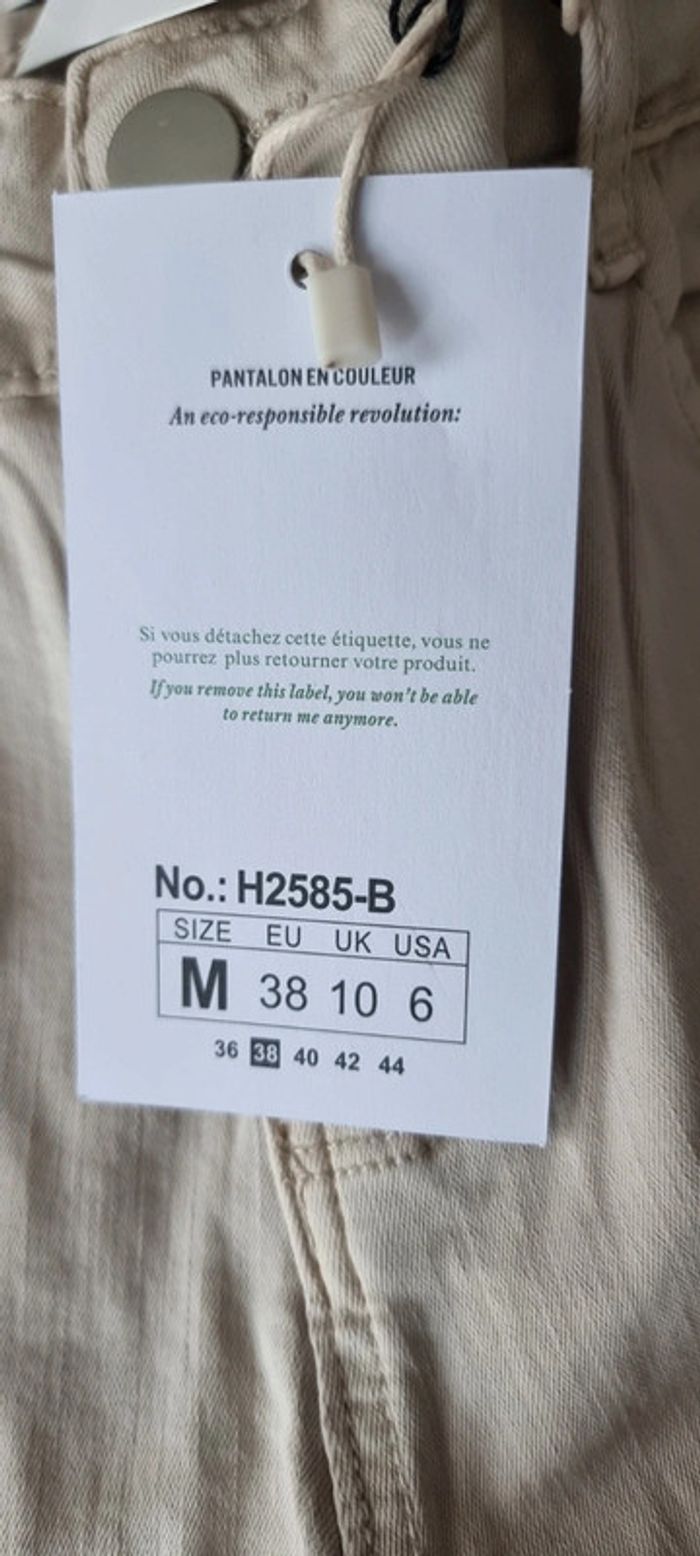 PANTALON EN COULEUR
An eco-responsible revolution:
Si vous détachez cette étiquette, vous ne
pourrez plus retourner votre produit.
If you remove this label, you won't be able
to return me anymore.
No.: H2585-B
SIZE EU UK USA
M 38 10 6
36 38 40 42 44